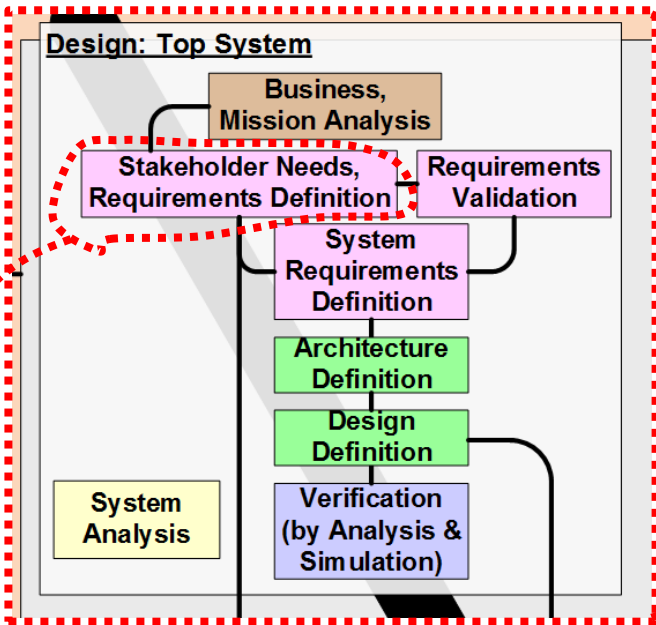 Design: Top System
Business,
Mission Analysis
Stakeholder Needs,
Requirements Definition
Requirements
Validation
System
Requirements
Definition
Architecture
Definition
Design
Definition
System
Analysis
Verification
(by Analysis &
Simulation)